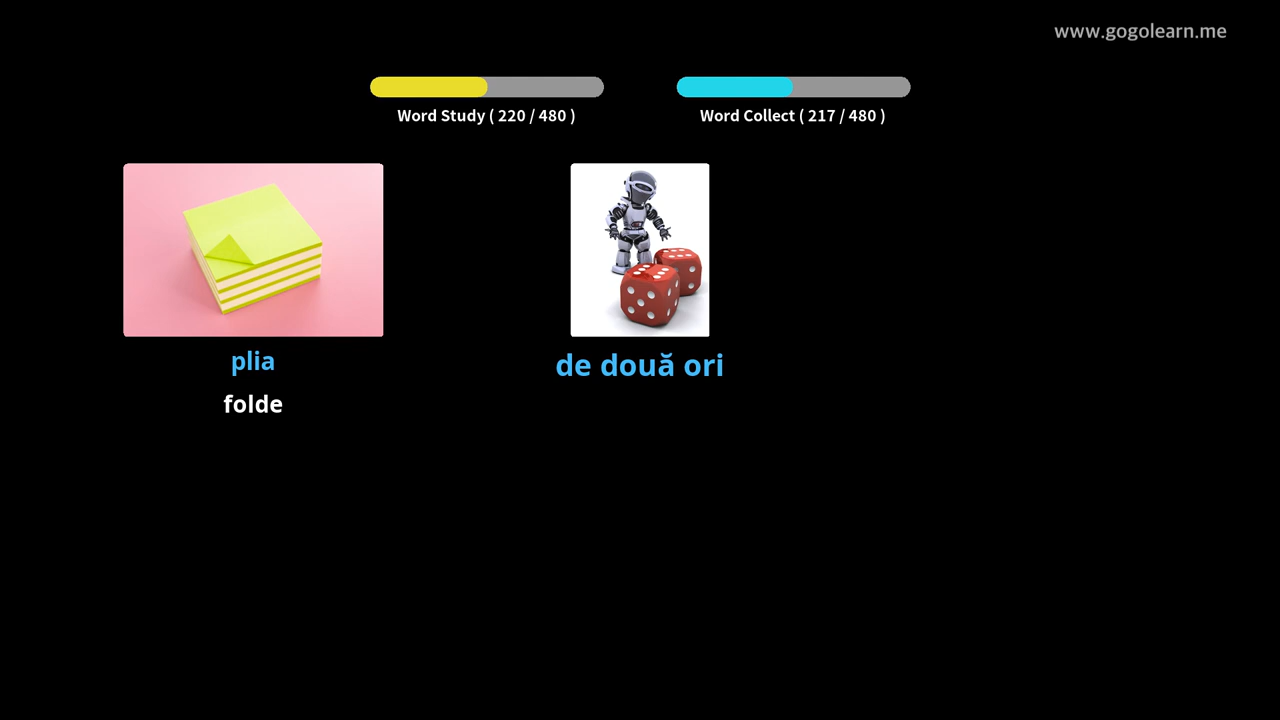 www.gogolearn.me
Word Study ( 220 / 480 )
Word Collect ( 217 / 480 )
plia
folde
de două ori